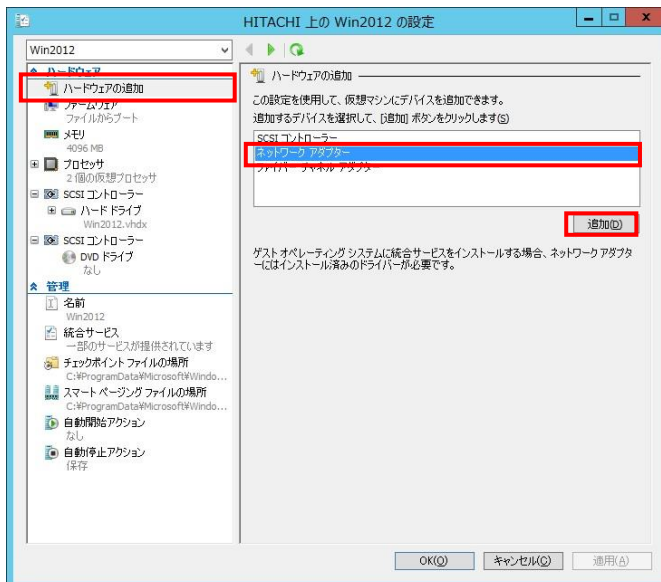 HITACHI 上の Win2012 の設定
Win2012
ハードウェア
ハードウェアの追加
ファームウェア
ファイルからブート
メモリ
4096 MB
プロセッサ
2 個の仮想プロセッサ
SCSI コントローラー
ハード ドライブ
Win2012.vhdx
SCSI コントローラー
DVD ドライブ
なし
管理
名前
Win2012
統合サービス
一部のサービスが提供されています
チェックポイント ファイルの場所
C:¥ProgramData¥Microsoft¥Windo...
スマート ページング ファイルの場所
C:¥ProgramData¥Microsoft¥Windo...
自動開始アクション
なし
自動停止アクション
保存
ハードウェアの追加
この設定を使用して、仮想マシンにデバイスを追加できます。
追加するデバイスを選択して、[追加] ボタンをクリックします(S)
SCSI コントローラー
ネットワーク アダプター
ファイバー チャネル アダプター
追加(D)
ゲスト オペレーティング システムに統合サービスをインストールする場合、ネットワーク アダプタ
ーにはインストール済みのドライバーが必要です。
OK(O)
キャンセル(C)
適用(A)